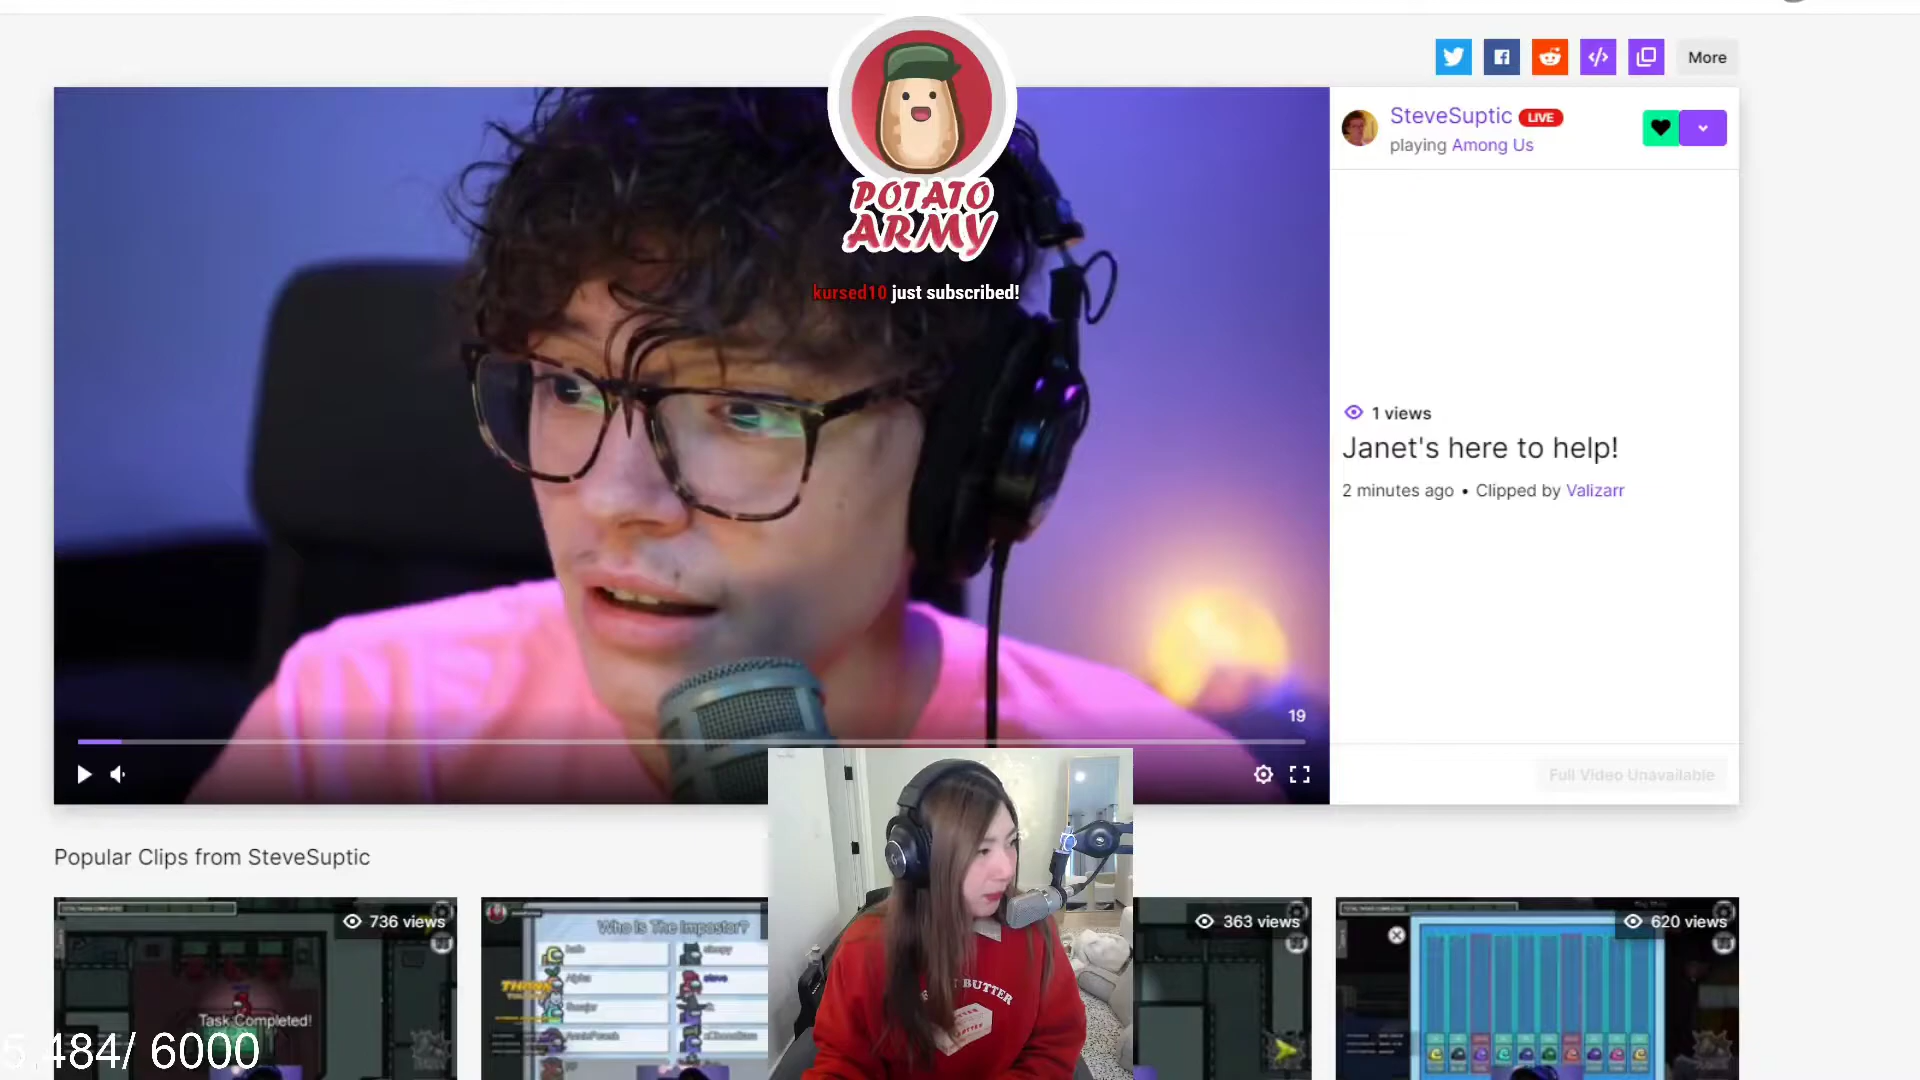 More
SteveSuptic LIVE
playing Among Us
POTATO
ARMY
kursed10 just subscribed!
1 views
Janet's here to help!
2 minutes ago • Clipped by Valizarr
19
Full Video Unavailable
Popular Clips from SteveSuptic
736 views
Who Is The Impostor?
363 views
620 views
steve
Task Completed!
BUTTER
5,484/ 6000